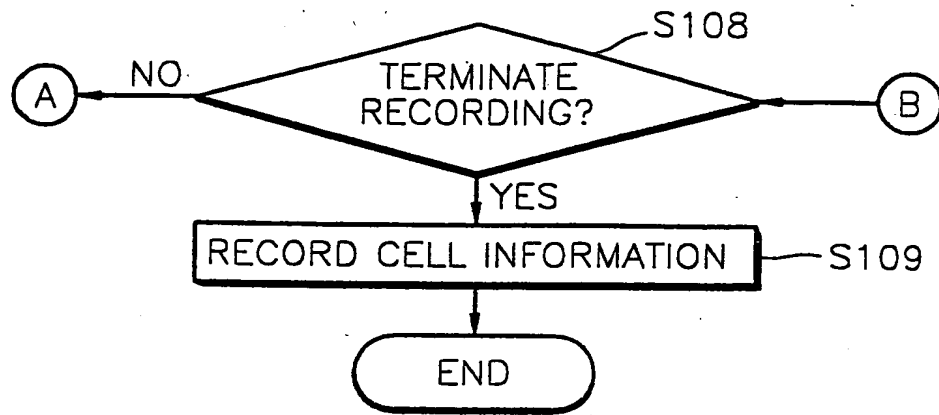 S108
A
NO
TERMINATE
RECORDING?
B
YES
RECORD CELL INFORMATION
S109
END